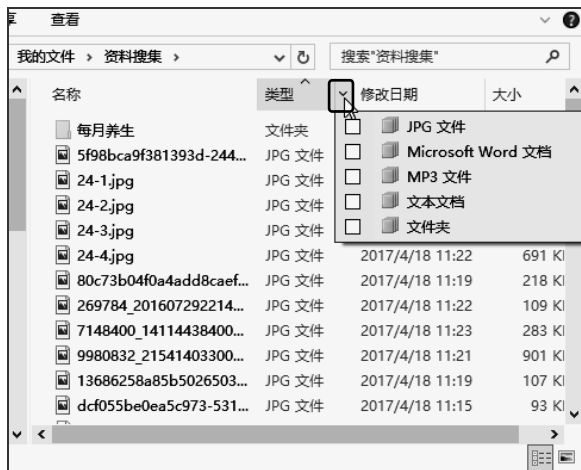 享 查看
我的文件 › 资料搜集 › 搜索"资料搜集"
名称 类型 修改日期 大小
每月养生 文件夹
5f98bca9f381393d-244... JPG 文件
24-1.jpg JPG 文件
24-2.jpg JPG 文件
24-3.jpg JPG 文件
24-4.jpg JPG 文件 2017/4/18 11:22 691 K
80c73b04f0a4add8caef... JPG 文件 2017/4/18 11:19 218 K
269784_201607292214... JPG 文件 2017/4/18 11:22 109 K
7148400_14114438400... JPG 文件 2017/4/18 11:23 283 K
9980832_21541403300... JPG 文件 2017/4/18 11:21 901 K
13686258a85b5026503... JPG 文件 2017/4/18 11:19 107 K
dcf055be0ea5c973-531... JPG 文件 2017/4/18 11:15 93 K
JPG 文件
Microsoft Word 文档
MP3 文件
文本文档
文件夹